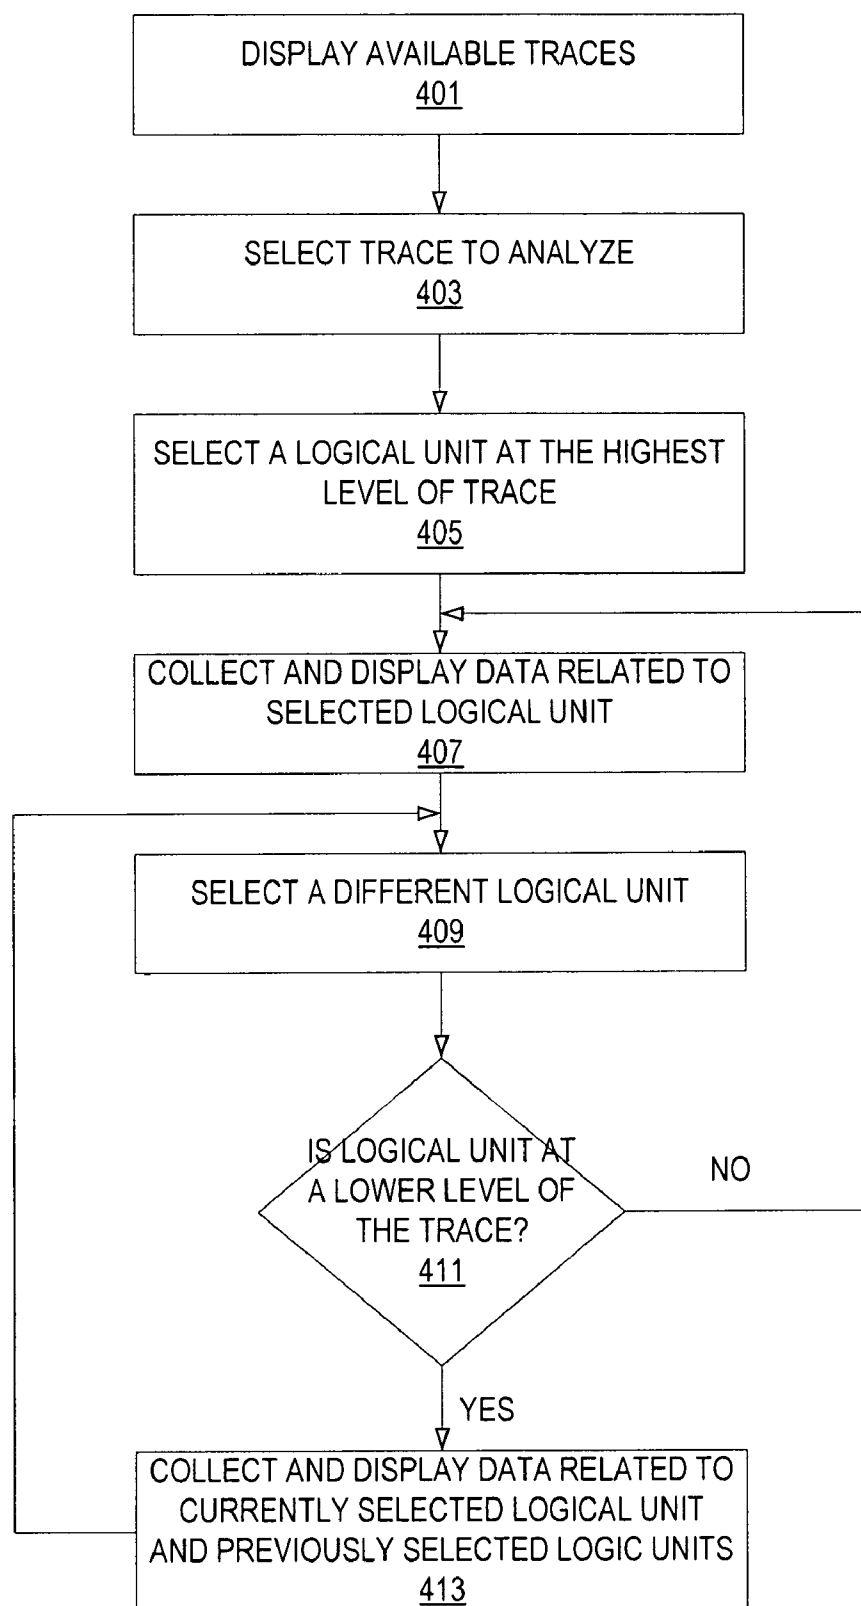 DISPLAY AVAILABLE TRACES
401
SELECT TRACE TO ANALYZE
403
SELECT A LOGICAL UNIT AT THE HIGHEST
LEVEL OF TRACE
405
COLLECT AND DISPLAY DATA RELATED TO
SELECTED LOGICAL UNIT
407
SELECT A DIFFERENT LOGICAL UNIT
409
IS LOGICAL UNIT AT
A LOWER LEVEL OF
THE TRACE?
411
NO
YES
COLLECT AND DISPLAY DATA RELATED TO
CURRENTLY SELECTED LOGICAL UNIT
AND PREVIOUSLY SELECTED LOGIC UNITS
413